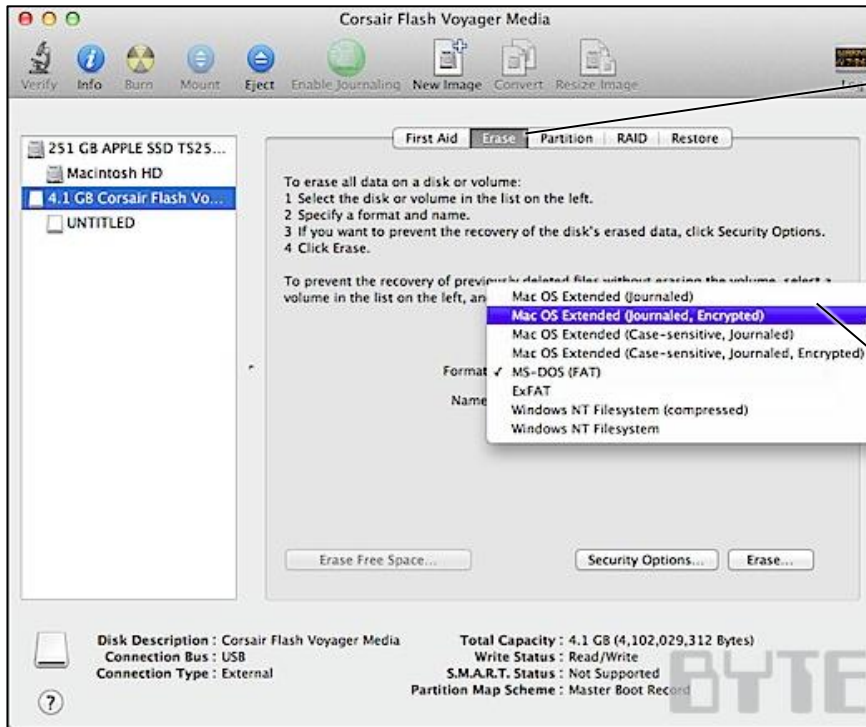 Corsair Flash Voyager Media
Verify Info Burn Mount Eject Enable Journaling New Image Convert Resize Image
251 GB APPLE SSD TS25...
Macintosh HD
4.1 GB Corsair Flash Vo...
UNTITLED
First Aid Erase Partition RAID Restore
To erase all data on a disk or volume:
1 Select the disk or volume in the list on the left.
2 Specify a format and name.
3 If you want to prevent the recovery of the disk's erased data, click Security Options.
4 Click Erase.
To prevent the recovery of previously deleted files without erasing the volume, select a
volume in the list on the left, an
Mac OS Extended (Journaled)
Mac OS Extended (Journaled, Encrypted)
Mac OS Extended (Case-sensitive, Journaled)
Mac OS Extended (Case-sensitive, Journaled, Encrypted)
Format ✓ MS-DOS (FAT)
ExFAT
Name
Windows NT Filesystem (compressed)
Windows NT Filesystem
Erase Free Space... Security Options... Erase...
Disk Description : Corsair Flash Voyager Media
Connection Bus : USB
Connection Type : External
Total Capacity : 4.1 GB (4,102,029,312 Bytes)
Write Status : Read/Write
S.M.A.R.T. Status : Not Supported
Partition Map Scheme : Master Boot Record
?
BYTE